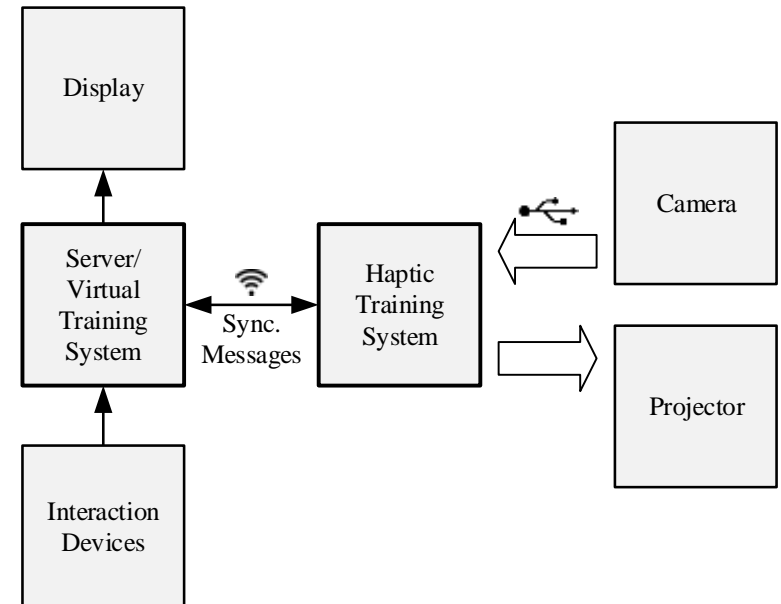 Display
Server/
Virtual
Training
System
Sync.
Messages
Haptic
Training
System
Camera
Projector
Interaction
Devices